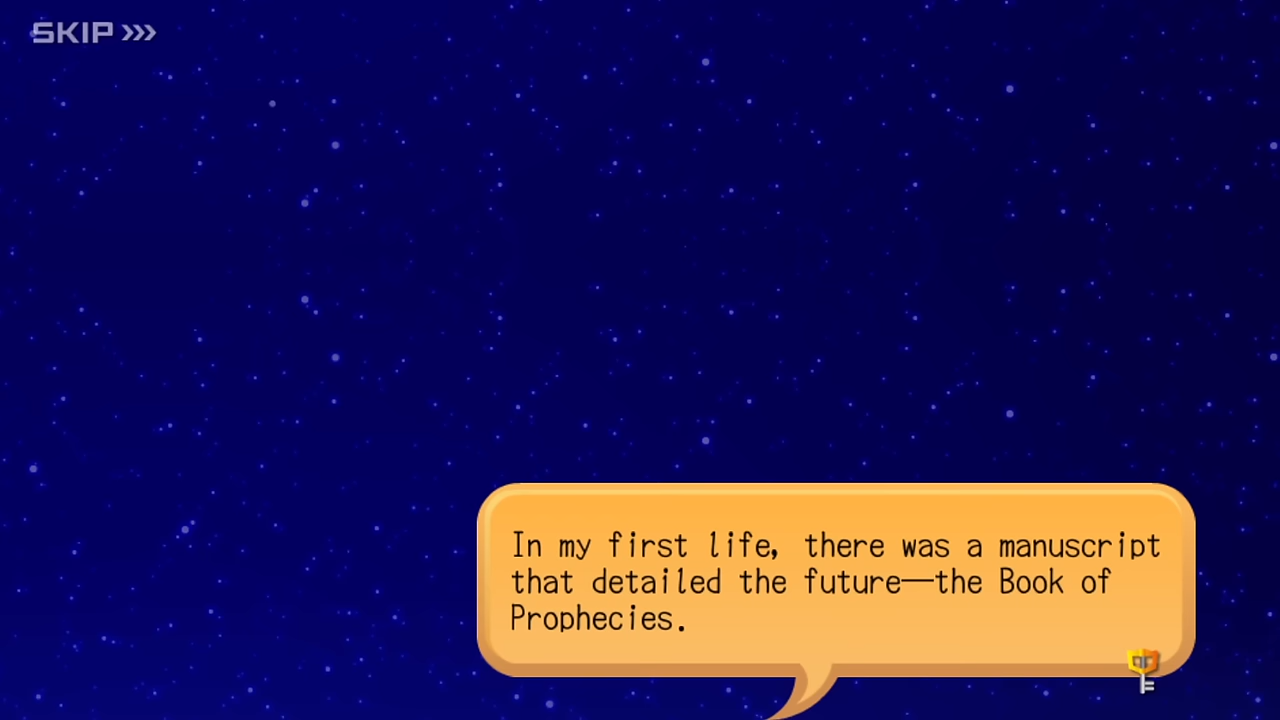 SKIP >>>
In my first life, there was a manuscript
that detailed the future—the Book of
Prophecies.